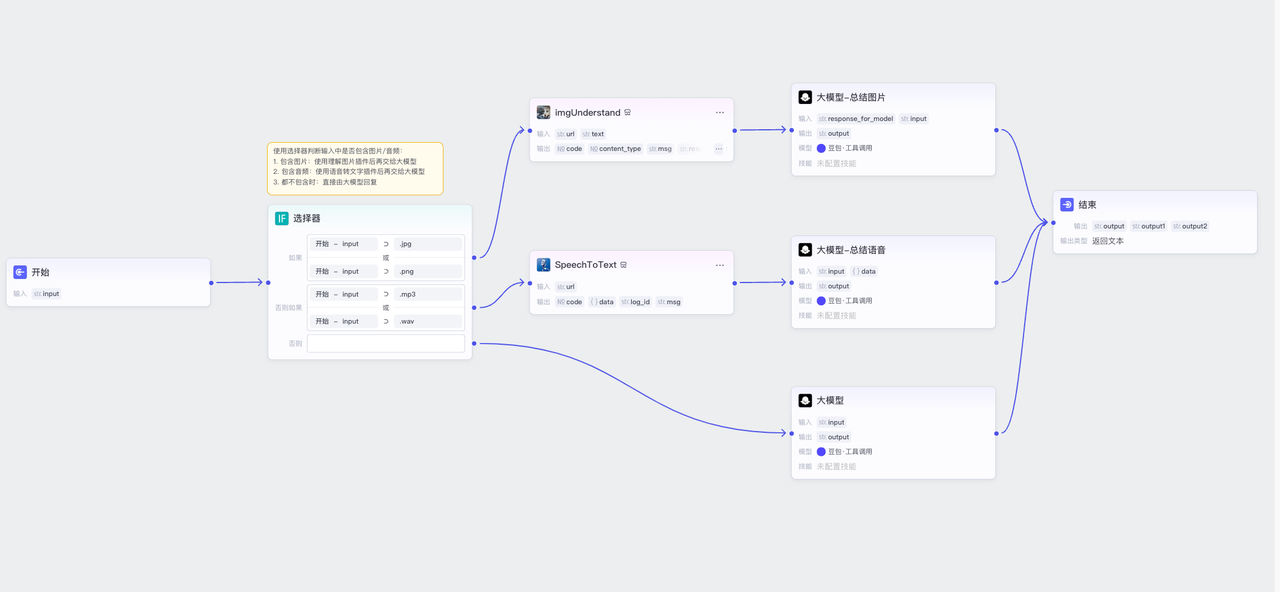 开始
输入 str. input
使用选择器判断输入中是否包含图片/音频:
1. 包含图片: 使用理解图片插件后再交给大模型
2. 包含音频: 使用语音转文字插件后再交给大模型
3. 都不包含时: 直接由大模型回复
IF 选择器
如果
开始 - input ⊃ .jpg
或
开始 - input ⊃ .png
否则如果
开始 - input ⊃ .mp3
或
开始 - input ⊃ .wav
否则
imgUnderstand
输入 str. url str. text
输出 code content_type str. msg str.
SpeechToText
输入 str. url
输出 code { } data str. log_id str. msg
大模型-总结图片
输入 str. response_for_model str. input
输出 str. output
模型 豆包·工具调用
技能 未配置技能
大模型-总结语音
输入 str. input { } data
输出 str. output
模型 豆包·工具调用
技能 未配置技能
大模型
输入 str. input
输出 str. output
模型 豆包·工具调用
技能 未配置技能
结束
输出 str. output str. output1 str. output2
输出类型 返回文本